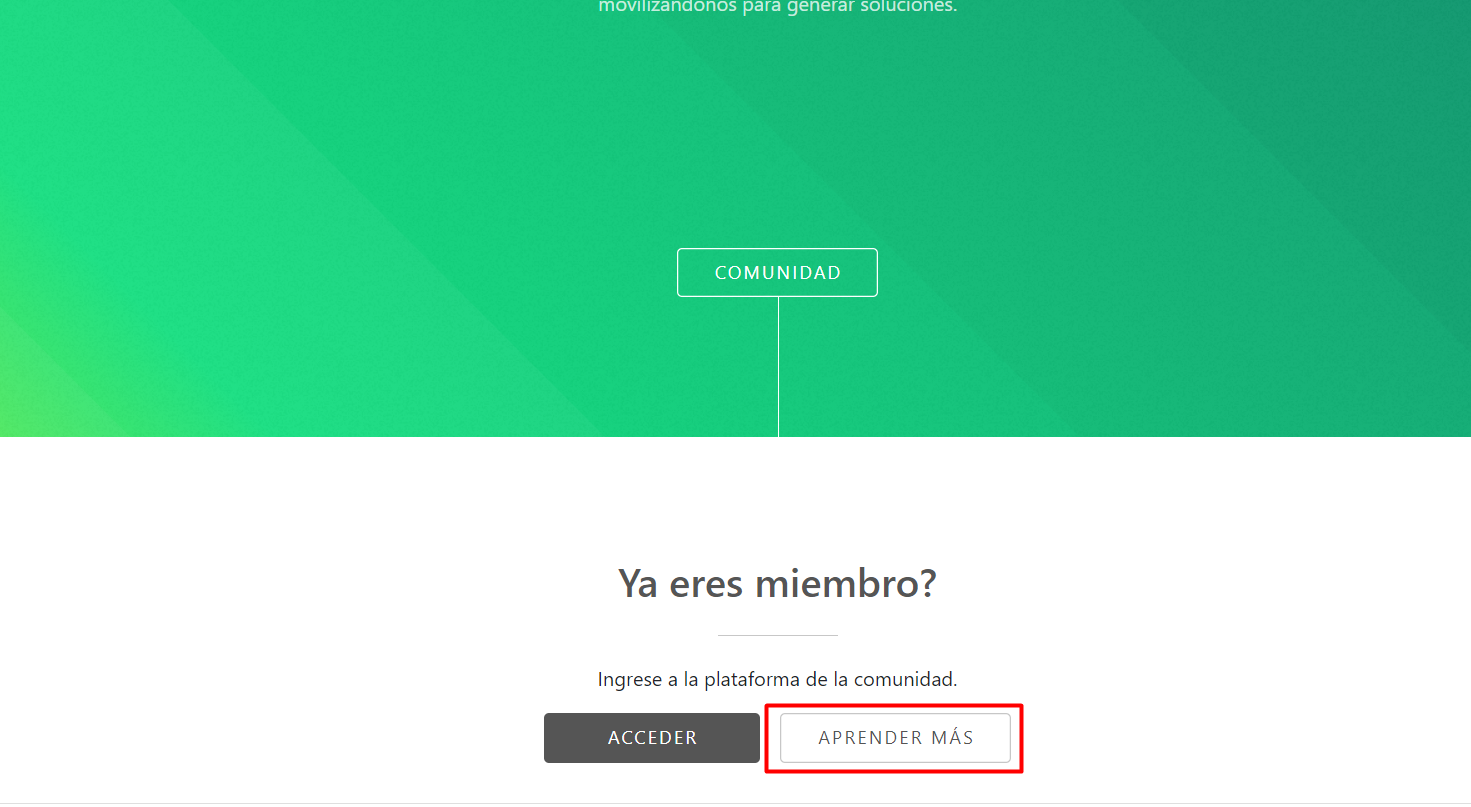 movilizándonos para generar soluciones.
COMUNIDAD
Ya eres miembro?
Ingrese a la plataforma de la comunidad.
ACCEDER
APRENDER MÁS